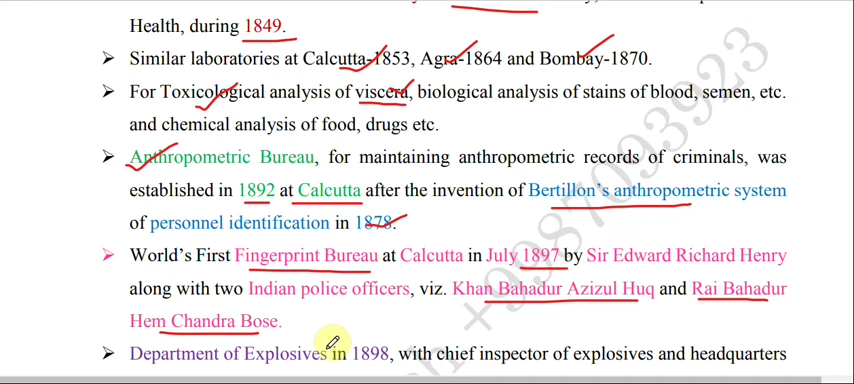 Health, during 1849.
➢ Similar laboratories at Calcutta-1853, Agra-1864 and Bombay-1870.
➢ For Toxicological analysis of viscera, biological analysis of stains of blood, semen, etc.
and chemical analysis of food, drugs etc.
➢ Anthropometric Bureau, for maintaining anthropometric records of criminals, was
established in 1892 at Calcutta after the invention of Bertillon's anthropometric system
of personnel identification in 1878.
➢ World's First Fingerprint Bureau at Calcutta in July 1897 by Sir Edward Richard Henry
along with two Indian police officers, viz. Khan Bahadur Azizul Huq and Rai Bahadur
Hem Chandra Bose.
➢ Department of Explosives in 1898, with chief inspector of explosives and headquarters
+919987093923